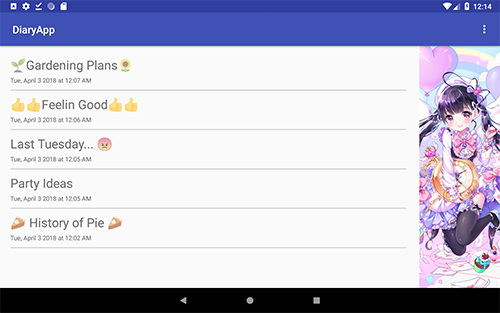 12:14
DiaryApp
🌱Gardening Plans🌻
Tue, April 3 2018 at 12:07 AM
👍👍Feelin Good👍👍
Tue, April 3 2018 at 12:06 AM
Last Tuesday... 😡
Tue, April 3 2018 at 12:05 AM
Party Ideas
Tue, April 3 2018 at 12:05 AM
🥧 History of Pie 🥧
Tue, April 3 2018 at 12:02 AM